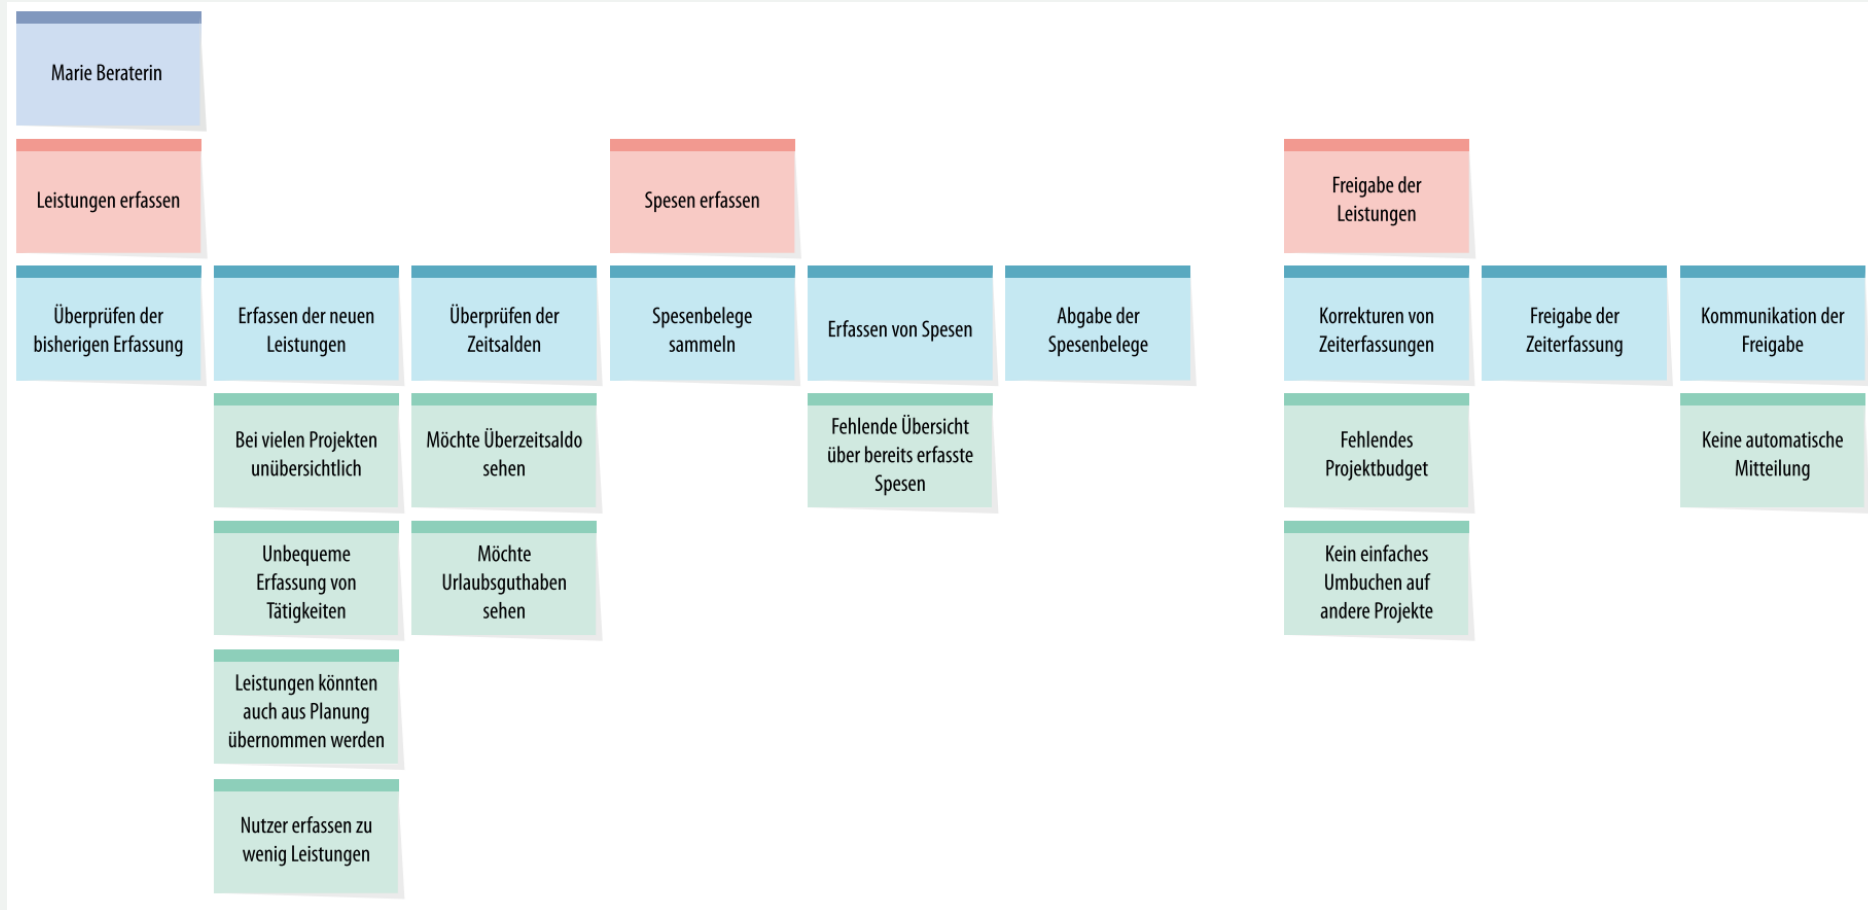 Marie Beraterin
Leistungen erfassen
Spesen erfassen
Freigabe der
Leistungen
Überprüfen der
bisherigen Erfassung
Erfassen der neuen
Leistungen
Überprüfen der
Zeitsalden
Spesenbelege
sammeln
Erfassen von Spesen
Abgabe der
Spesenbelege
Korrekturen von
Zeiterfassungen
Freigabe der
Zeiterfassung
Kommunikation der
Freigabe
Bei vielen Projekten
unübersichtlich
Möchte Überzeitsaldo
sehen
Fehlende Übersicht
über bereits erfasste
Spesen
Fehlendes
Projektbudget
Keine automatische
Mitteilung
Unbequeme
Erfassung von
Tätigkeiten
Möchte
Urlaubsguthaben
sehen
Kein einfaches
Umbuchen auf
andere Projekte
Leistungen könnten
auch aus Planung
übernommen werden
Nutzer erfassen zu
wenig Leistungen